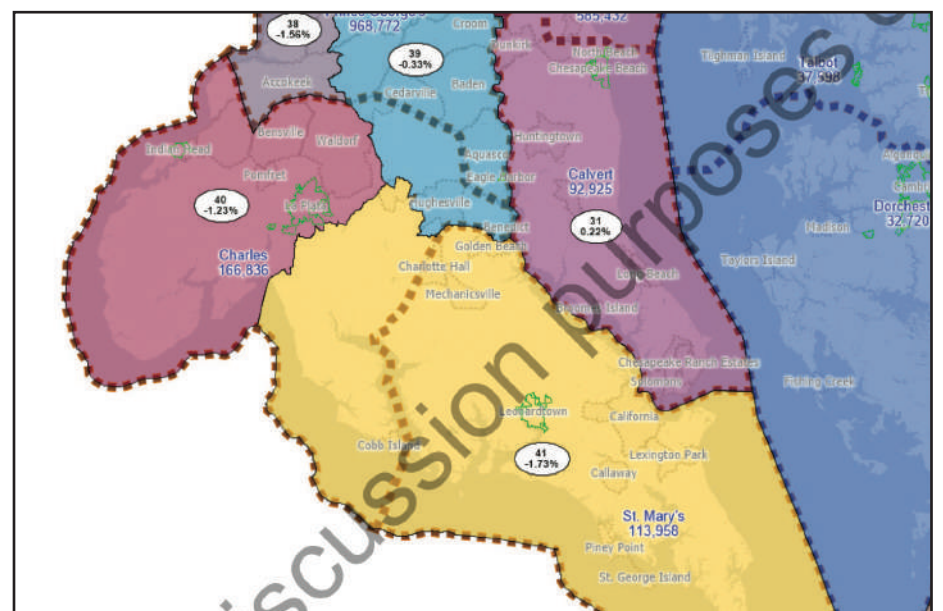 38
-1.56%
Prince George's
968,772
Croom
585,432
Dunkirk
North Beach
Chesapeake Beach
39
-0.33%
Tilghman Island
Talbot
37,598
Accokeek
Cedarville
Baden
Bensville
Waldorf
Huntingtown
Indian Head
Aquasco
Pomfret
Eagle Harbor
Calvert
92,925
40
-1.23%
La Plata
Hughesville
Benedict
31
0.22%
Dorchest
32,720
Madison
Golden Beach
Charles
166,836
Charlotte Hall
Long Beach
Taylors Island
Mechanicsville
Broomes Island
Chesapeake Ranch Estates
Solomons
Fishing Creek
Leonardtown
California
Cobb Island
41
-1.73%
Lexington Park
Callaway
St. Mary's
113,958
Piney Point
St. George Island
iscussion purposes o